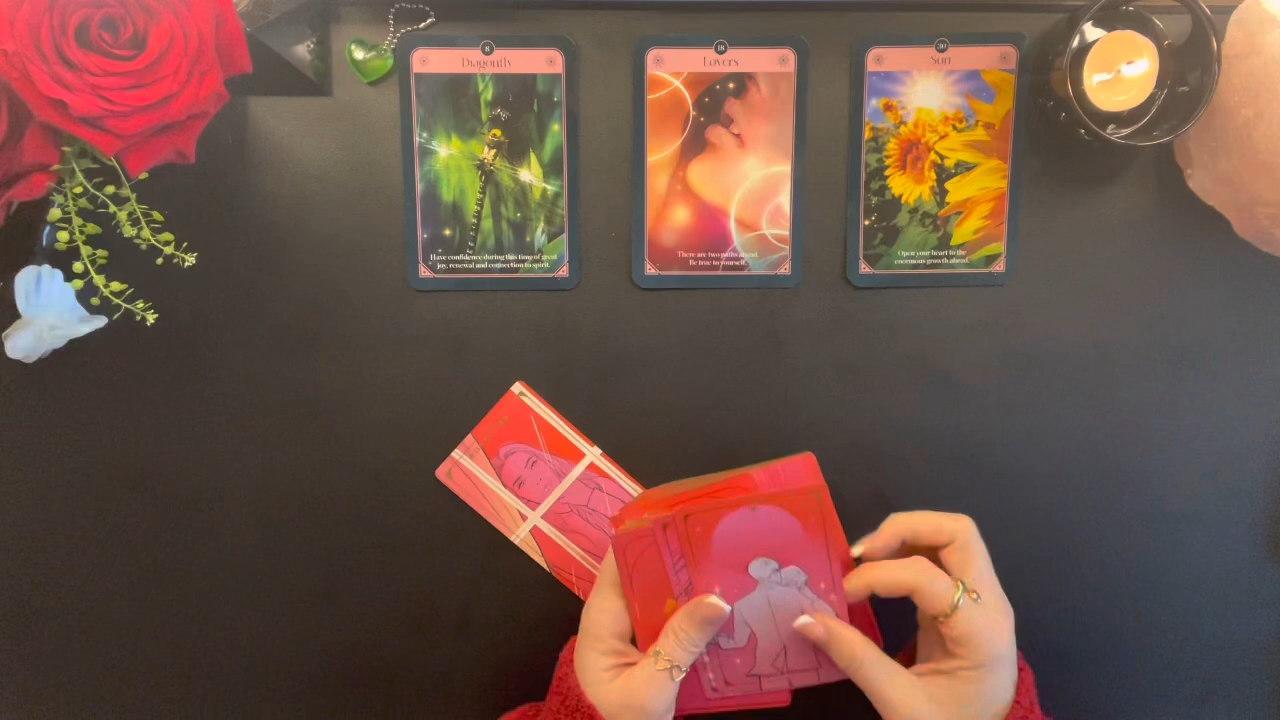 8
Dragonfly
Have confidence during this time of great
joy, renewal and connection to spirit.
18
Lovers
There are two paths ahead.
Be true to yourself.
30
Sun
Open your heart to the
enormous growth ahead.